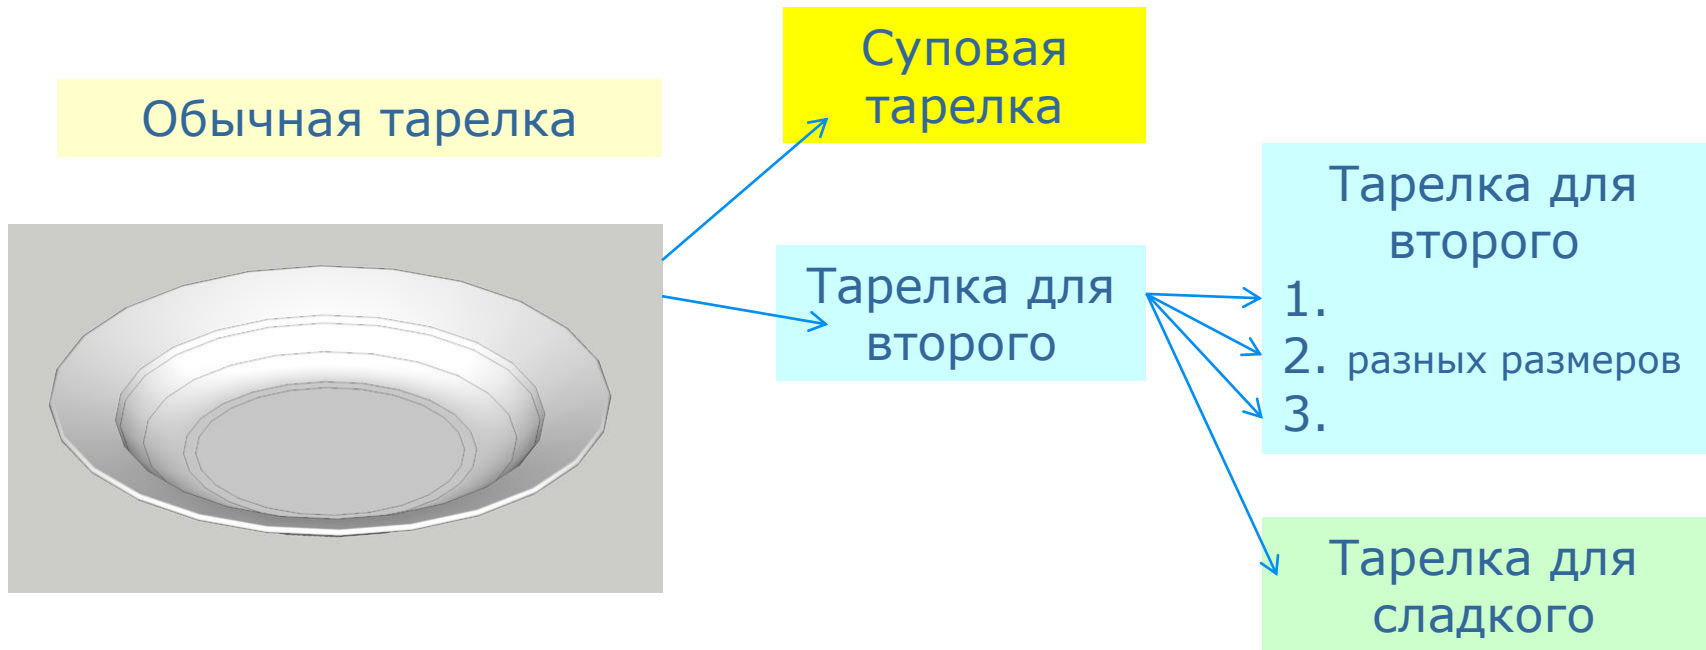 Обычная тарелка
Суповая
тарелка
Тарелка для
второго
Тарелка для
второго
1.
2. разных размеров
3.
Тарелка для
сладкого